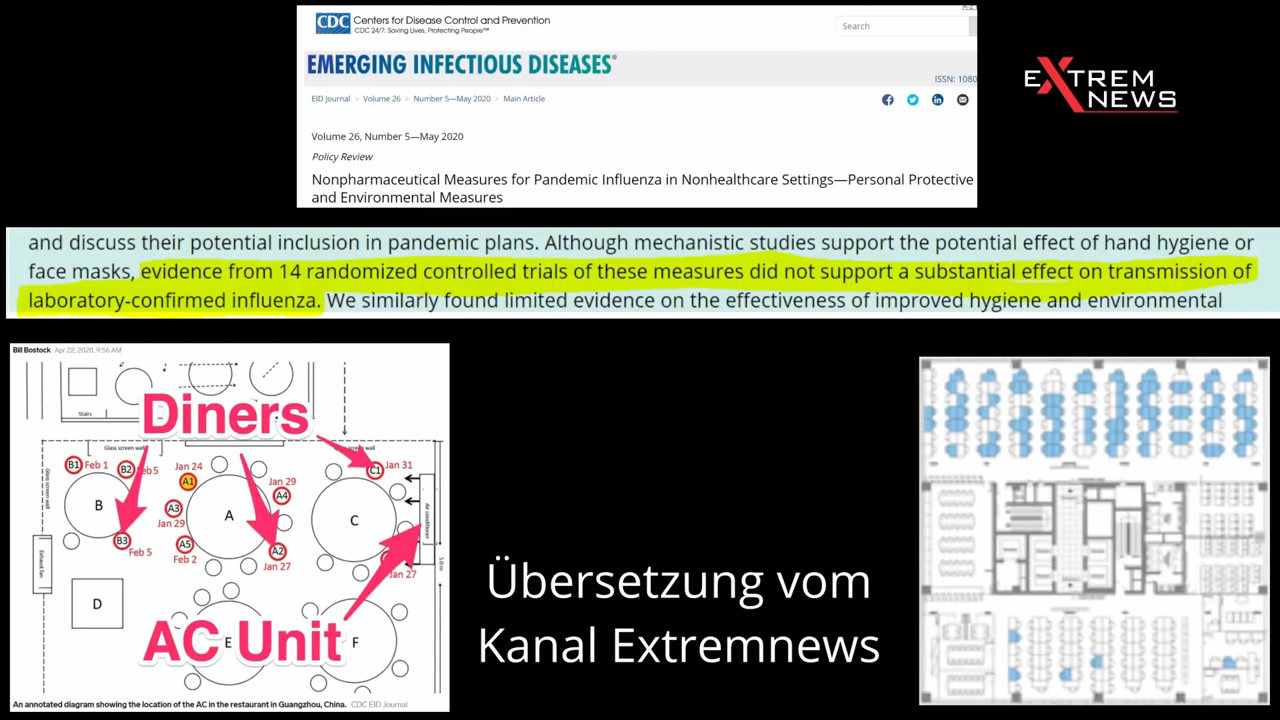 CDC Centers for Disease Control and Prevention
CDC 24/7: Saving Lives, Protecting People™
Search
EMERGING INFECTIOUS DISEASES®
ISSN: 1080
EID Journal > Volume 26 > Number 5—May 2020 > Main Article
EXTREM
NEWS
Volume 26, Number 5—May 2020
Policy Review
Nonpharmaceutical Measures for Pandemic Influenza in Nonhealthcare Settings—Personal Protective
and Environmental Measures
and discuss their potential inclusion in pandemic plans. Although mechanistic studies support the potential effect of hand hygiene or
face masks, evidence from 14 randomized controlled trials of these measures did not support a substantial effect on transmission of
laboratory-confirmed influenza. We similarly found limited evidence on the effectiveness of improved hygiene and environmental
Bill Bostock Apr 22, 2020, 9:56 AM
Stairs
Diners
Glass screen wall
wall
Glass screen wall
B1 Feb 1
B2 eb 5
Jan 24
A1
C1 Jan 31
Jan 29
A4
B
A3
Jan 29
A
C
Air conditioner
B3
Feb 5
A5
Feb 2
A2
Jan 27
Jan 27
Exhaust fan
5.0 m
D
AC Unit
E
F
An annotated diagram showing the location of the AC in the restaurant in Guangzhou, China. CDC EID Journal
Übersetzung vom
Kanal Extremnews